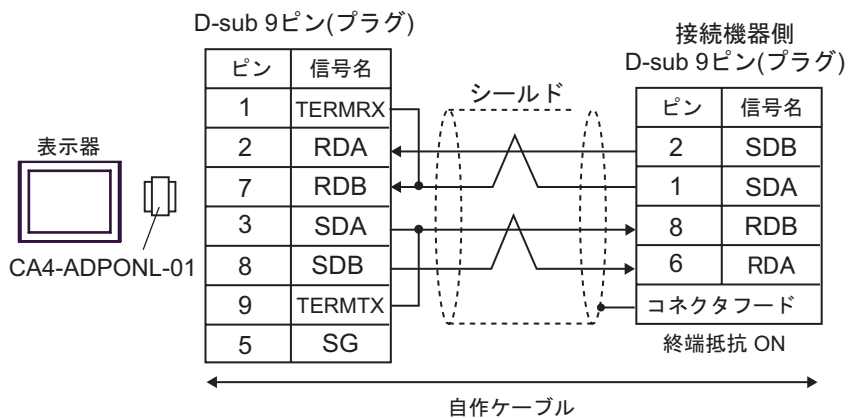 D-sub 9ピン(プラグ)
ピン 信号名
1 TERMRX
2 RDA
7 RDB
3 SDA
8 SDB
9 TERMTX
5 SG
表示器
CA4-ADPONL-01
シールド
接続機器側
D-sub 9ピン(プラグ)
ピン 信号名
2 SDB
1 SDA
8 RDB
6 RDA
コネクタフード
終端抵抗 ON
自作ケーブル